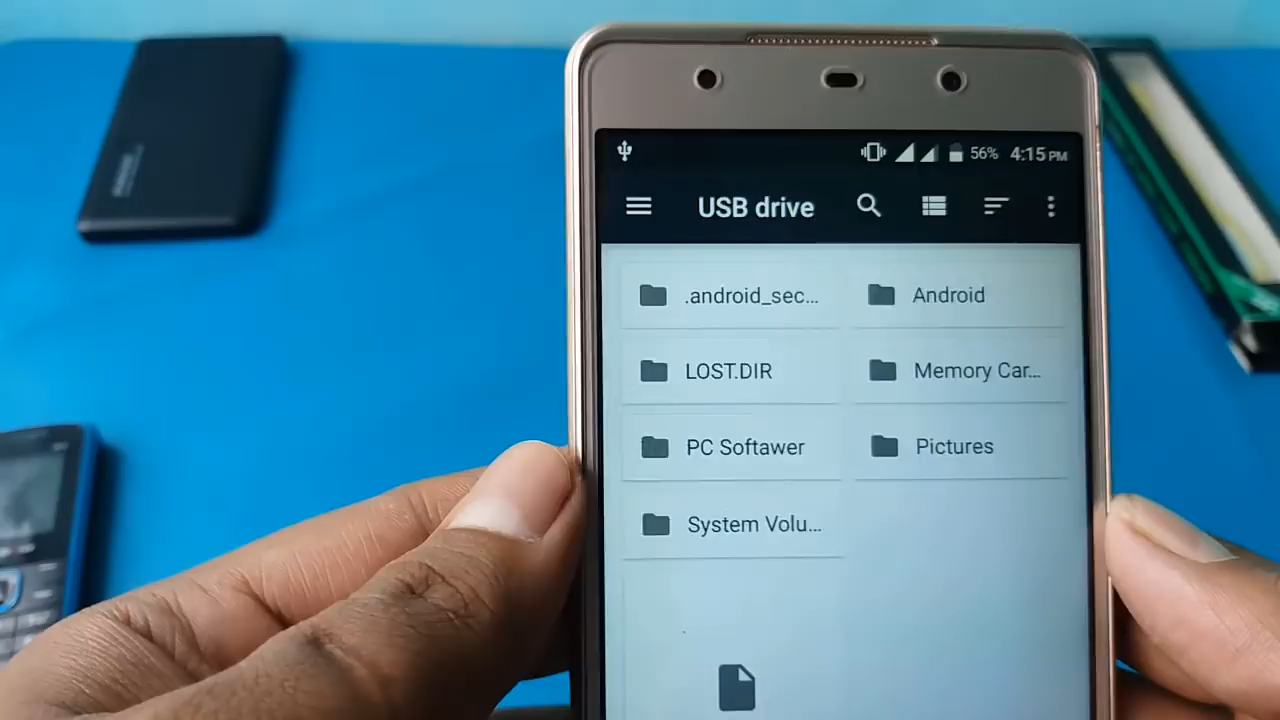 56% 4:15 PM
USB drive
.android_sec...
Android
LOST.DIR
Memory Car...
PC Softawer
Pictures
System Volu...